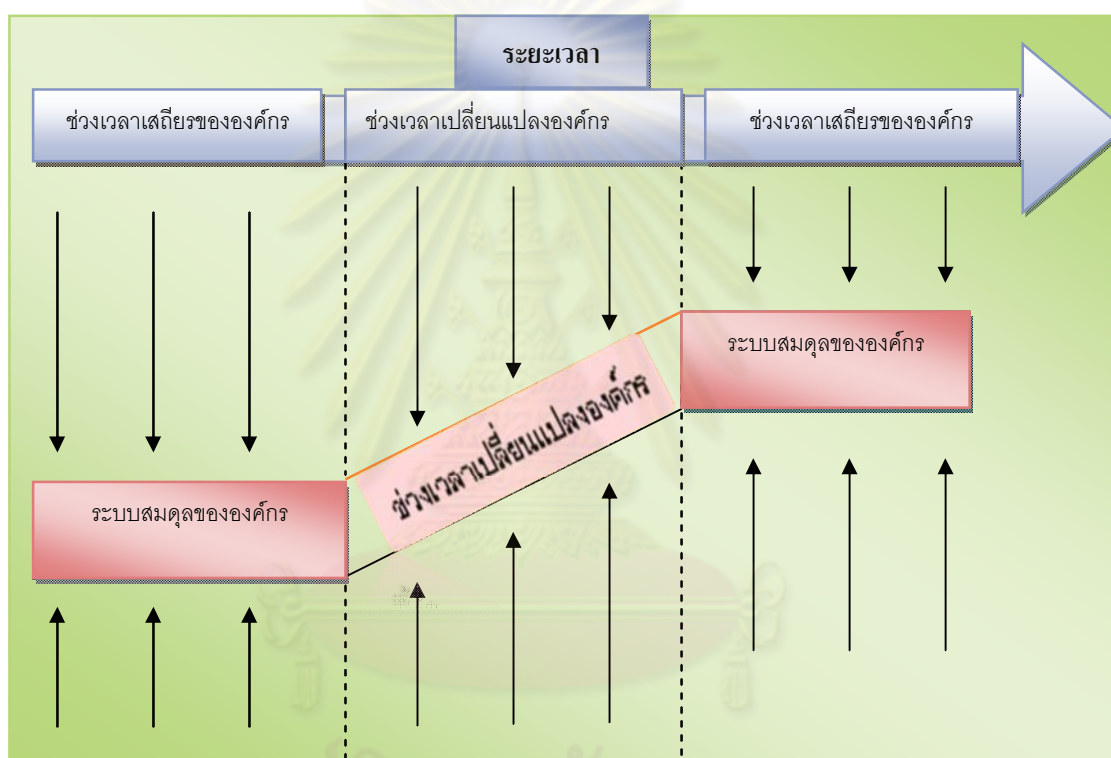 ระยะเวลา
ช่วงเวลาเสถียรขององค์กร
ช่วงเวลาเปลี่ยนแปลงองค์กร
ช่วงเวลาเสถียรขององค์กร
ระบบสมดุลขององค์กร
ช่วงเวลาเปลี่ยนแปลงองค์กร
ระบบสมดุลขององค์กร